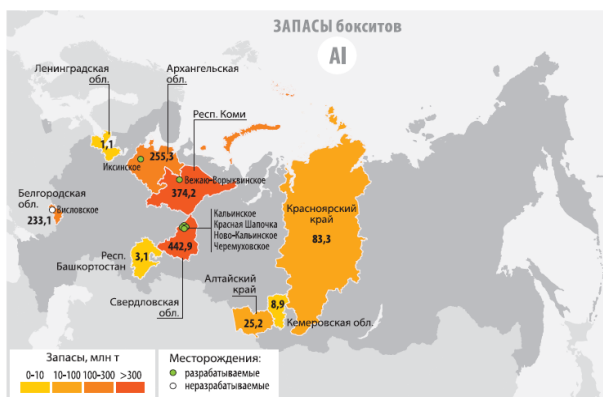 ЗАПАСЫ бокситов
Al
Ленинградская
обл.
1,1
Архангельская
обл.
255,3
Иксинское
Респ. Коми
Вежаю-Ворыквинское
374,2
Белгородская
обл.
233,1
Висловское
Кальинское
Красная Шапочка
Ново-Кальинское
Черемуховское
442,9
Респ.
Башкортостан
3,1
Свердловская
обл.
Красноярский
край
83,3
Алтайский
край
25,2
8,9
Кемеровская обл.
Запасы, млн т
0-10 10-100 100-300 >300
Месторождения:
разрабатываемые
неразрабатываемые